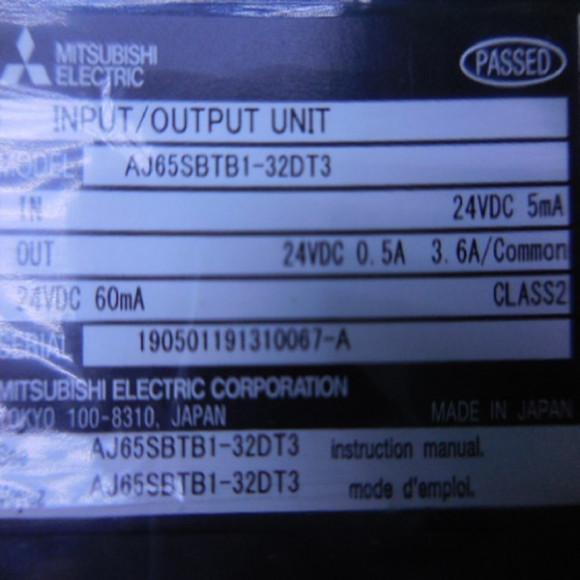 MITSUBISHI
ELECTRIC
PASSED
INPUT/OUTPUT UNIT
MODEL AJ65SBTB1-32DT3
IN 24VDC 5mA
OUT 24VDC 0.5A 3.6A/Common
24VDC 60mA CLASS2
SERIAL 190501191310067-A
MITSUBISHI ELECTRIC CORPORATION
TOKYO 100-8310, JAPAN MADE IN JAPAN
See AJ65SBTB1-32DT3 instruction manual.
AJ65SBTB1-32DT3 mode d'emploi.